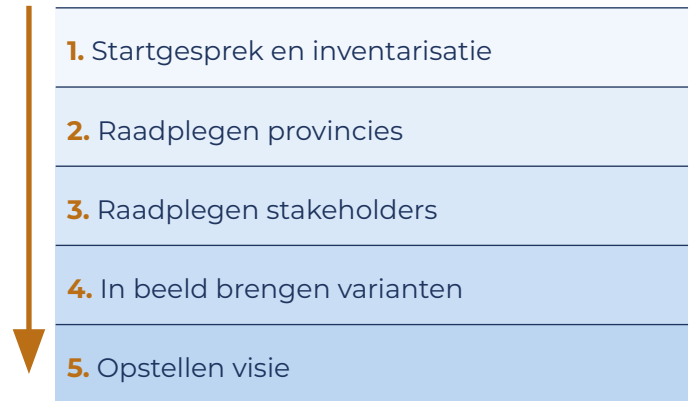 1. Startgesprek en inventarisatie
2. Raadplegen provincies
3. Raadplegen stakeholders
4. In beeld brengen varianten
5. Opstellen visie